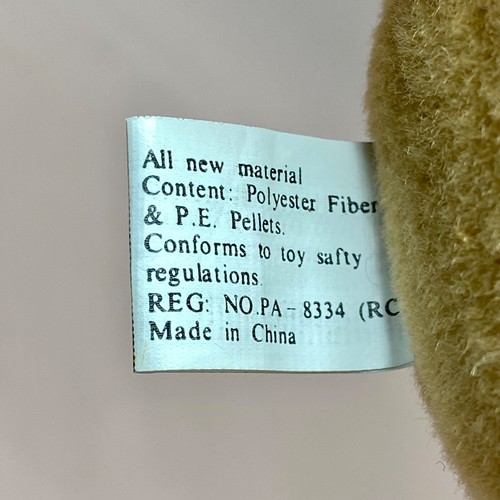 All new material
Content: Polyester Fiber
& P.E. Pellets.
Conforms to toy safty
regulations.
REG: NO.PA-8334 (RC
Made in China